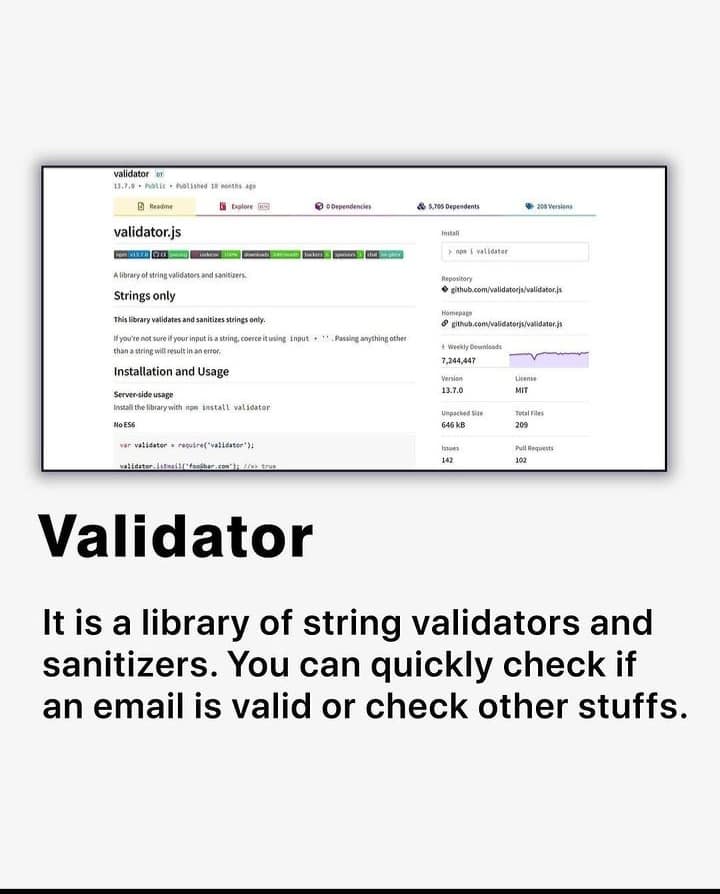 validator DT
13.7.0 • Public • Published 10 months ago
Readme
Explore BETA
0 Dependencies
5,705 Dependents
208 Versions
validator.js
npm v13.7.0 CI passing codecov 100% downloads backers sponsors chat on gitter
A library of string validators and sanitizers.
Strings only
This library validates and sanitizes strings only.
If you're not sure if your input is a string, coerce it using input + ''. Passing anything other
than a string will result in an error.
Installation and Usage
Server-side usage
Install the library with npm install validator
No ES6
var validator = require('validator');
validator.isEmail('foo@bar.com'); //=> true
Install
> npm i validator
Repository
github.com/validatorjs/validator.js
Homepage
github.com/validatorjs/validator.js
Weekly Downloads
7,244,447
Version License
13.7.0 MIT
Unpacked Size Total Files
646 kB 209
Issues Pull Requests
142 102
Validator
It is a library of string validators and
sanitizers. You can quickly check if
an email is valid or check other stuffs.